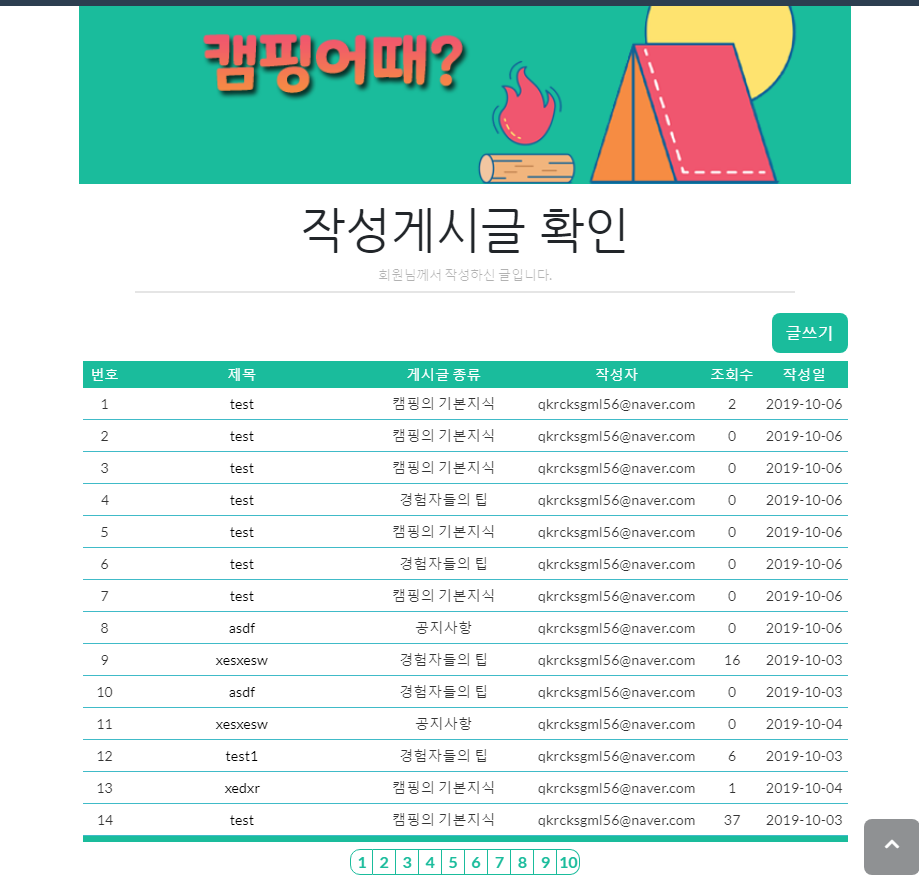 캠핑어때?
작성게시글 확인
회원님께서 작성하신 글입니다.
글쓰기
번호 제목 게시글 종류 작성자 조회수 작성일
1 test 캠핑의 기본지식 qkrcksgml56@naver.com 2 2019-10-06
2 test 캠핑의 기본지식 qkrcksgml56@naver.com 0 2019-10-06
3 test 캠핑의 기본지식 qkrcksgml56@naver.com 0 2019-10-06
4 test 경험자들의 팁 qkrcksgml56@naver.com 0 2019-10-06
5 test 캠핑의 기본지식 qkrcksgml56@naver.com 0 2019-10-06
6 test 경험자들의 팁 qkrcksgml56@naver.com 0 2019-10-06
7 test 캠핑의 기본지식 qkrcksgml56@naver.com 0 2019-10-06
8 asdf 공지사항 qkrcksgml56@naver.com 0 2019-10-06
9 xesxesw 경험자들의 팁 qkrcksgml56@naver.com 16 2019-10-03
10 asdf 경험자들의 팁 qkrcksgml56@naver.com 0 2019-10-03
11 xesxesw 공지사항 qkrcksgml56@naver.com 0 2019-10-04
12 test1 경험자들의 팁 qkrcksgml56@naver.com 6 2019-10-03
13 xedxr 캠핑의 기본지식 qkrcksgml56@naver.com 1 2019-10-04
14 test 캠핑의 기본지식 qkrcksgml56@naver.com 37 2019-10-03
1 2 3 4 5 6 7 8 9 10